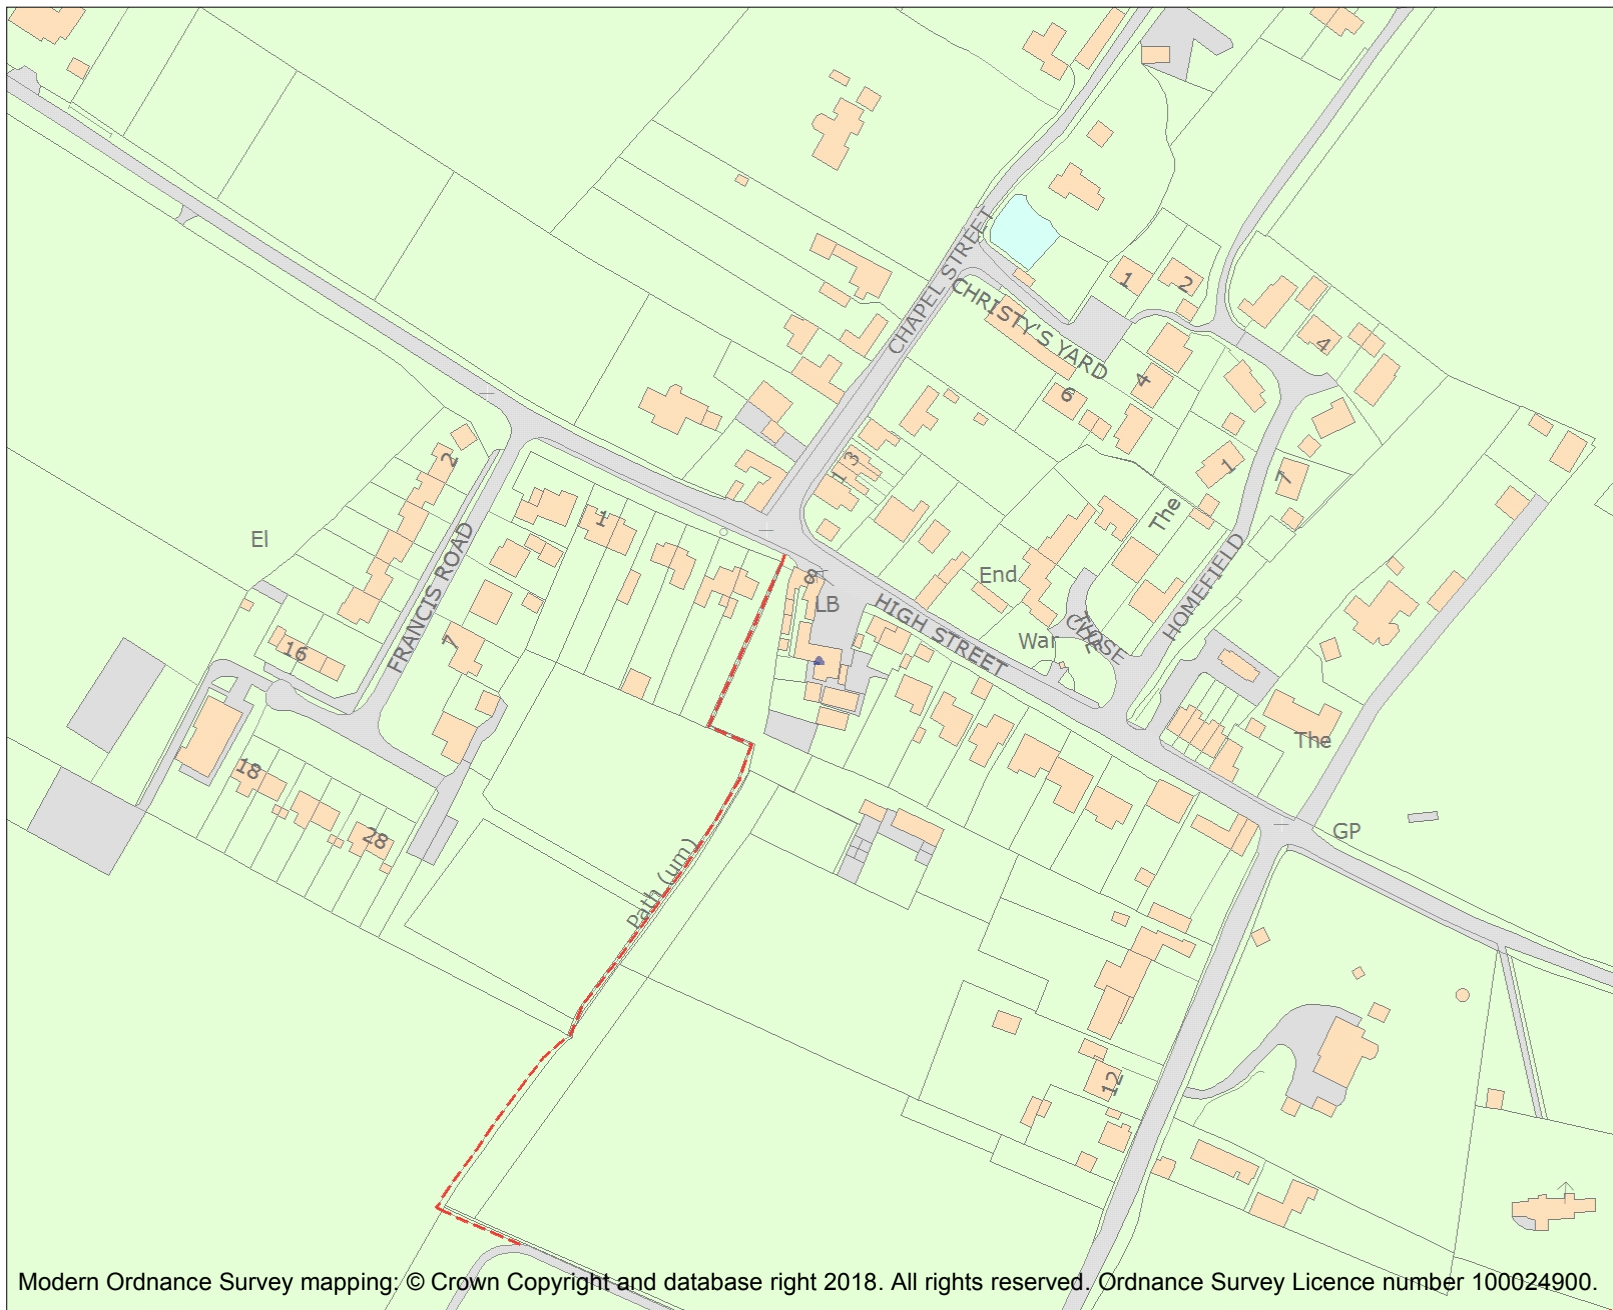 CHAPEL STREET
CHRISTY'S YARD
1
2
4
4
6
1
7
3
1
2
El
1
FRANCIS ROAD
The
HOMEFIELD
End
8
LB
HIGH STREET
War
CLOSE
7
16
The
18
28
GP
Path (um)
12
Modern Ordnance Survey mapping: © Crown Copyright and database right 2018. All rights reserved. Ordnance Survey Licence number 100024900.